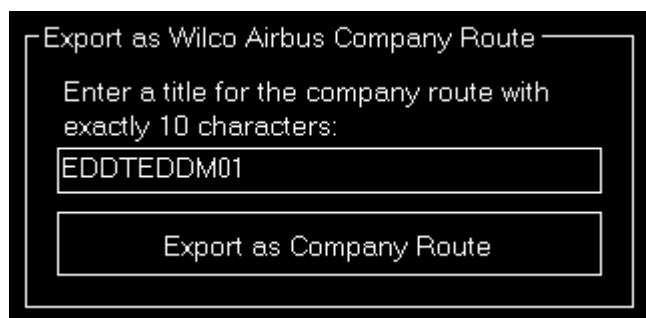 Export as Wilco Airbus Company Route
Enter a title for the company route with
exactly 10 characters:
EDDTEDDM01
Export as Company Route